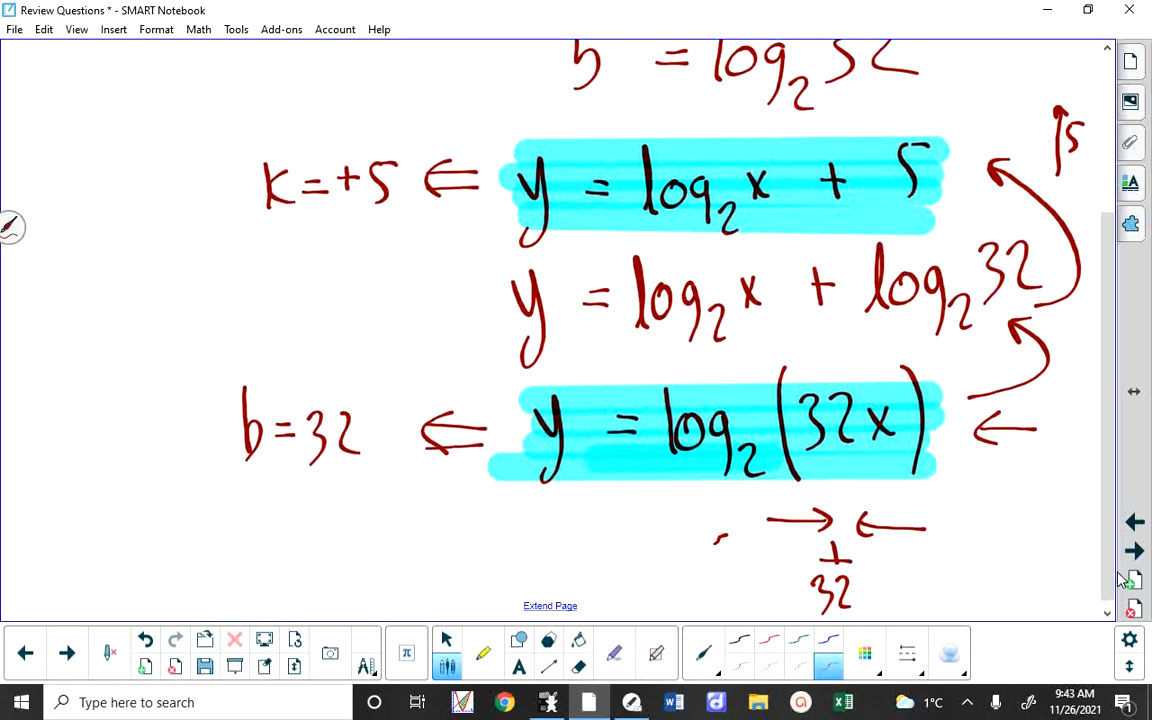 Review Questions * - SMART Notebook
File Edit View Insert Format Math Tools Add-ons Account Help
= log₂ 32
5
k = +5 ⇐ y = log₂ x + 5
y = log₂ x + log₂ 32
b = 32 ⇐ y = log₂ (32x) ←
→ ←
1
32
Extend Page
π
A
Type here to search
1°C
9:43 AM
11/26/2021
1